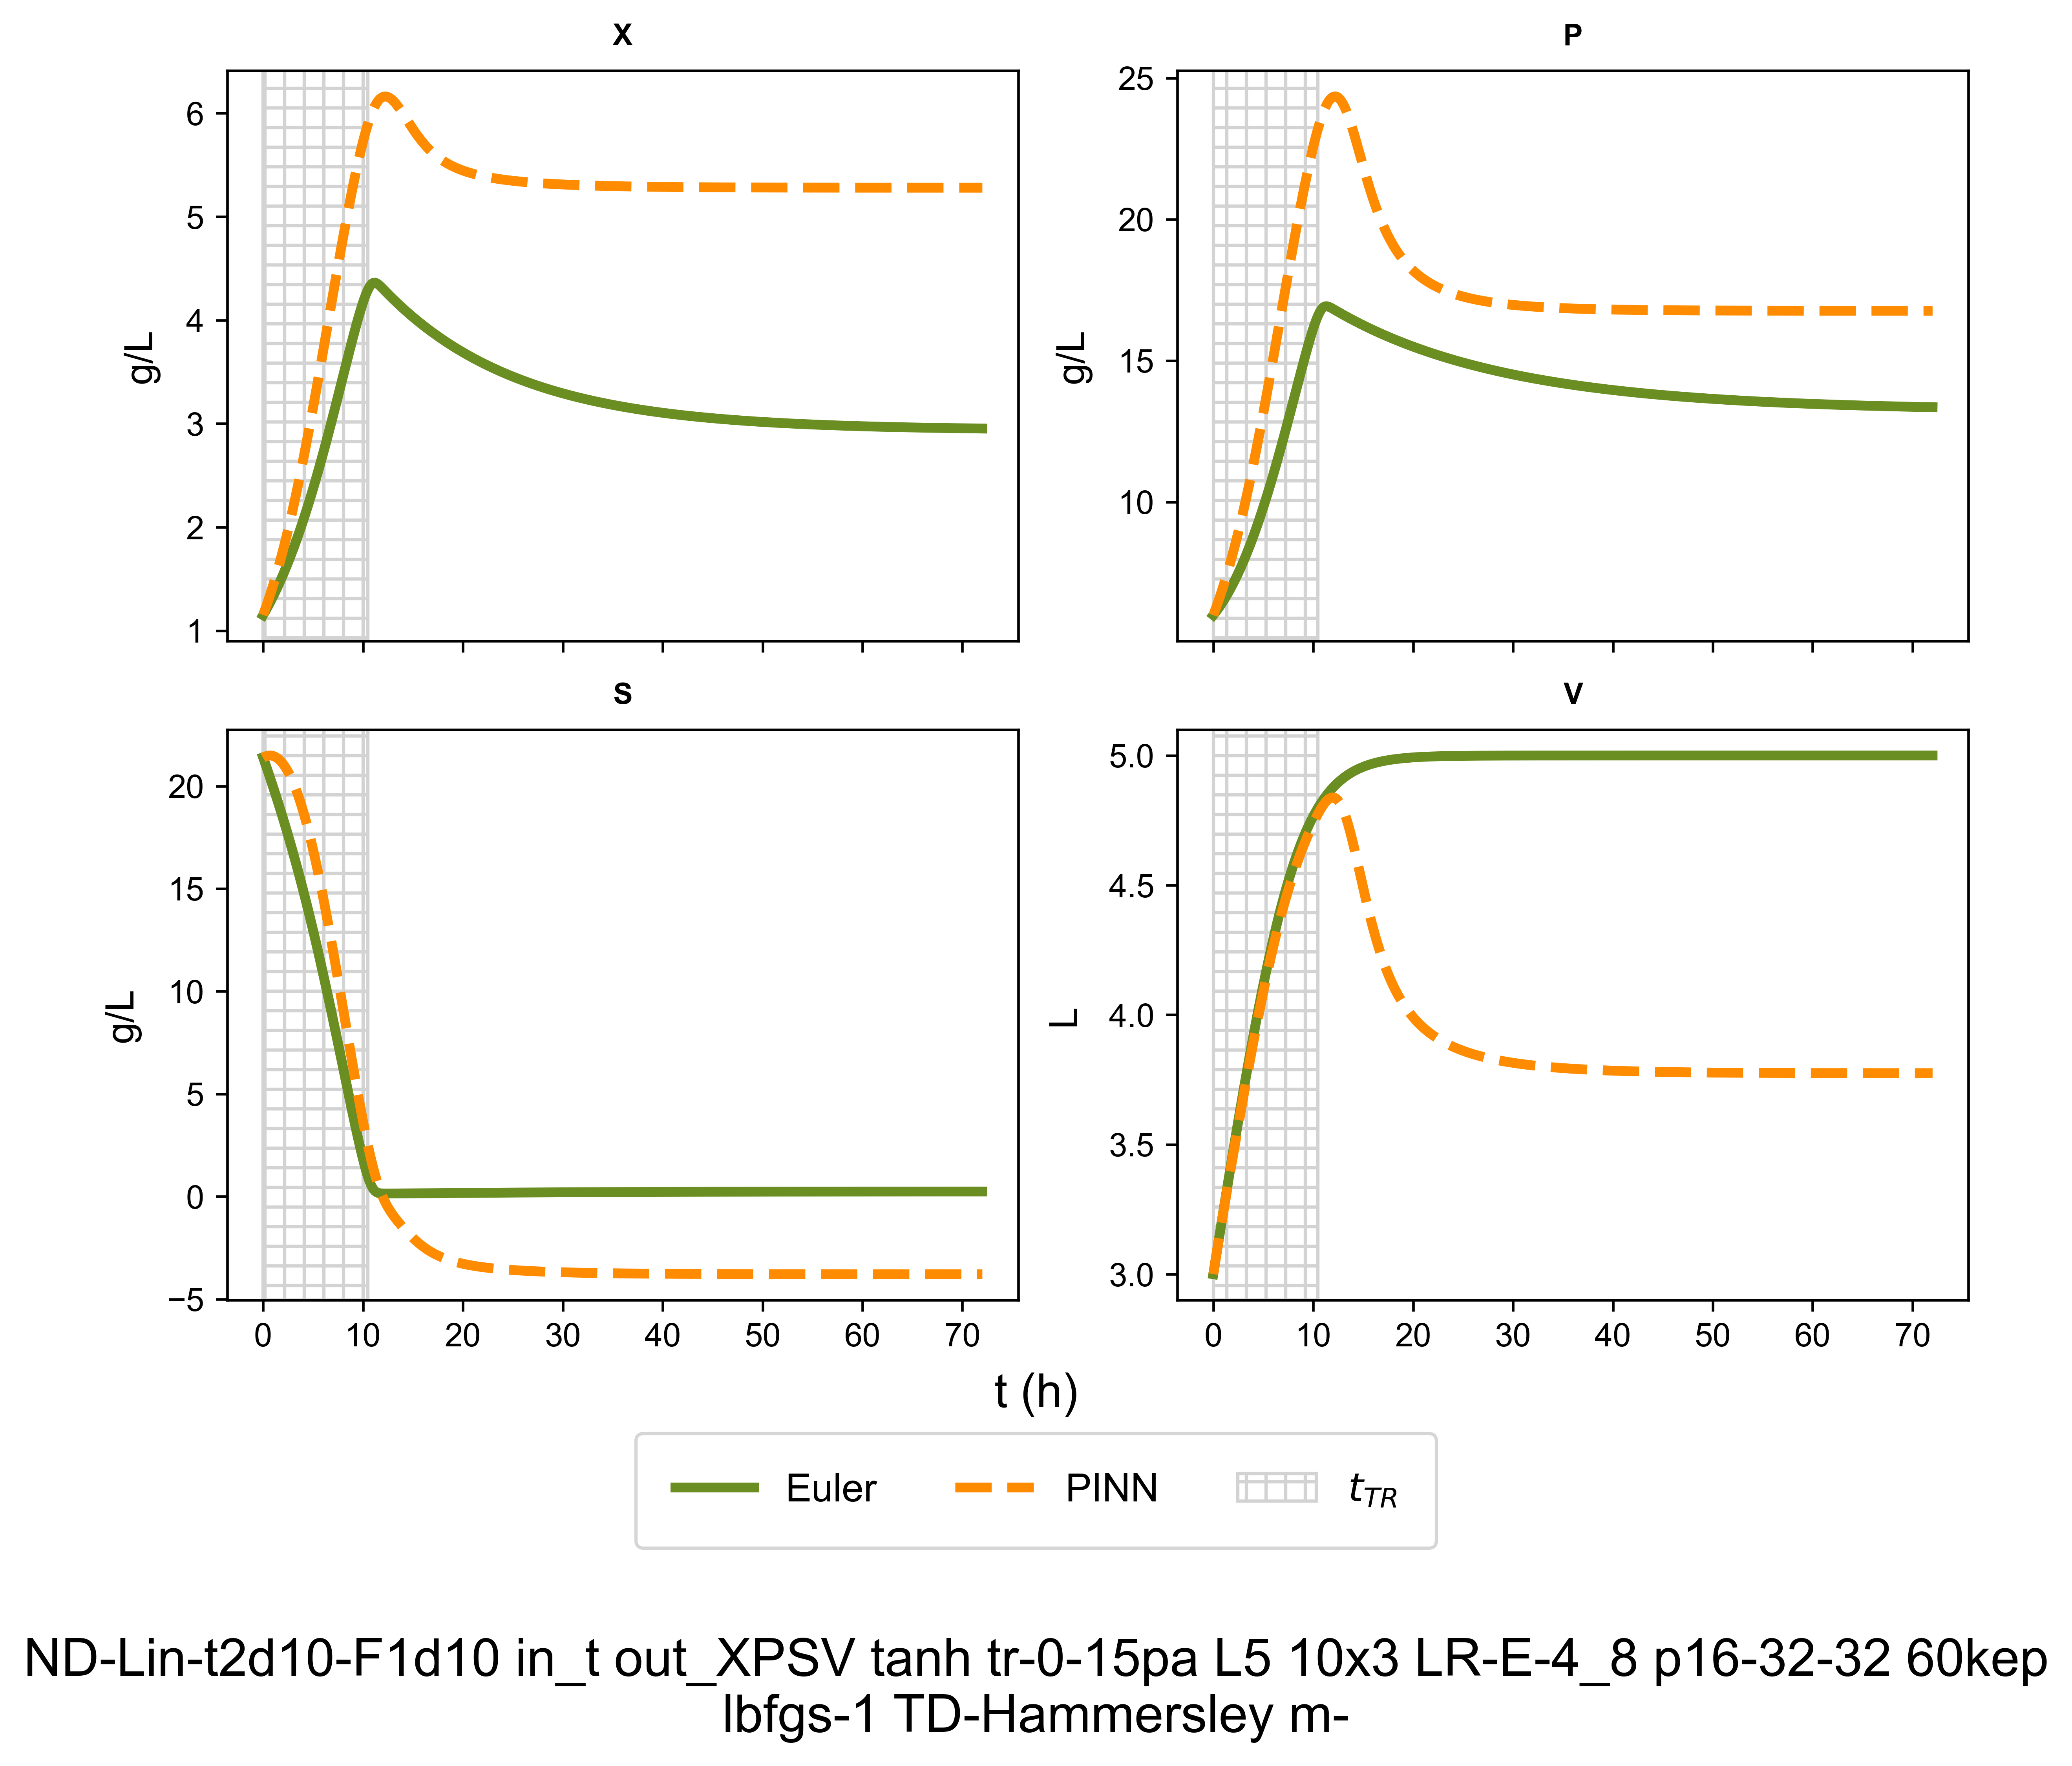 X
P
6
5
4
3
2
1
g/L
25
20
15
10
g/L
S
V
20
15
10
5
0
−5
g/L
5.0
4.5
4.0
3.5
3.0
L
0 10 20 30 40 50 60 70
0 10 20 30 40 50 60 70
t (h)
Euler PINN t_TR
ND-Lin-t2d10-F1d10 in_t out_XPSV tanh tr-0-15pa L5 10x3 LR-E-4_8 p16-32-32 60kep
lbfgs-1 TD-Hammersley m-